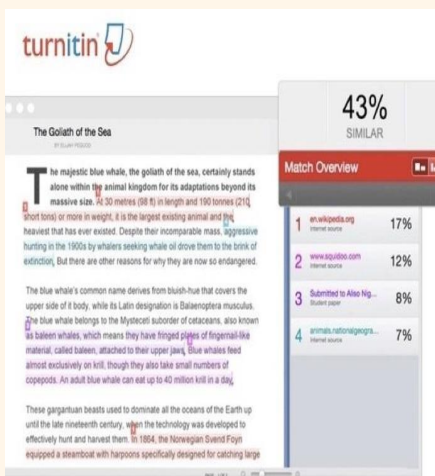 turnitin
43%
SIMILAR
The Goliath of the Sea
Match Overview
The majestic blue whale, the goliath of the sea, certainly stands
alone within the animal kingdom for its adaptations beyond its
massive size. At 30 metres (98 ft) in length and 190 tonnes (210
short tons) or more in weight, it is the largest existing animal and the
heaviest that has ever existed. Despite their incomparable mass, aggressive
hunting in the 1900s by whalers seeking whale oil drove them to the brink of
extinction, But there are other reasons for why they are now so endangered.
The blue whale's common name derives from bluish-hue that covers the
upper side of it body, while its Latin designation is Balaenoptera musculus.
The blue whale belongs to the Mysteceti suborder of cetaceans, also known
as baleen whales, which means they have fringed plates of fingernail-like
material, called baleen, attached to their upper jaws, Blue whales feed
almost exclusively on krill, though they also take small numbers of
copepods. An adult blue whale can eat up to 40 million krill in a day,
These gargantuan beasts used to dominate all the oceans of the Earth up
until the late nineteenth century, when the technology was developed to
effectively hunt and harvest them. In 1864, the Norwegian Svend Foyn
equipped a steamboat with harpoons specifically designed for catching large
1 en.wikipedia.org 17%
Internet source
2 www.squidoo.com 12%
Internet source
3 Submitted to Also Nig... 8%
Student paper
4 animals.nationalgeogra... 7%
Internet source